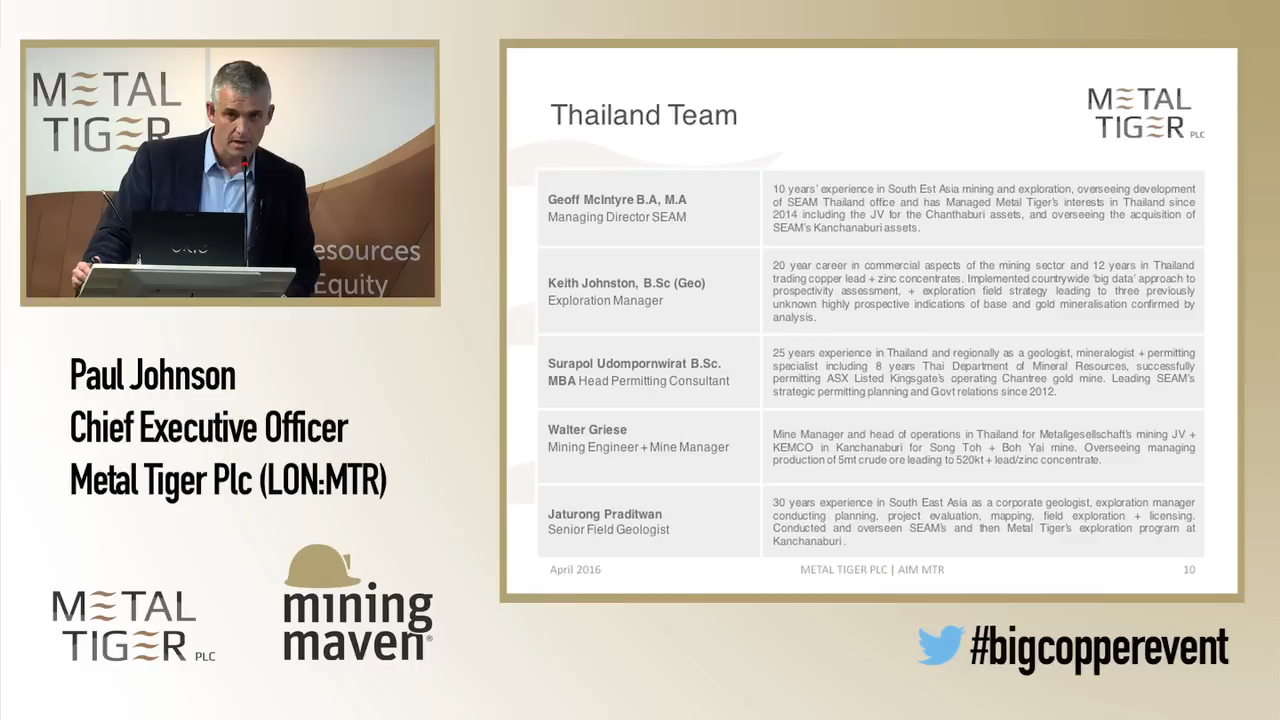 METAL
TIGER
esources
Equity
Paul Johnson
Chief Executive Officer
Metal Tiger Plc (LON:MTR)
METAL
TIGER PLC
mining
maven®
Thailand Team
METAL
TIGER PLC
Geoff McIntyre B.A, M.A
Managing Director SEAM
10 years' experience in South Est Asia mining and exploration, overseeing development
of SEAM Thailand office and has Managed Metal Tiger's interests in Thailand since
2014 including the JV for the Chanthaburi assets, and overseeing the acquisition of
SEAM's Kanchanaburi assets.
Keith Johnston, B.Sc (Geo)
Exploration Manager
20 year career in commercial aspects of the mining sector and 12 years in Thailand
trading copper lead + zinc concentrates. Implemented countrywide 'big data' approach to
prospectivity assessment, + exploration field strategy leading to three previously
unknown highly prospective indications of base and gold mineralisation confirmed by
analysis.
Surapol Udompornwirat B.Sc.
MBA Head Permitting Consultant
25 years experience in Thailand and regionally as a geologist, mineralogist + permitting
specialist including 8 years Thai Department of Mineral Resources, successfully
permitting ASX Listed Kingsgate's operating Chantree gold mine. Leading SEAM's
strategic permitting planning and Govt relations since 2012.
Walter Griese
Mining Engineer + Mine Manager
Mine Manager and head of operations in Thailand for Metallgesellschaft's mining JV +
KEMCO in Kanchanaburi for Song Toh + Boh Yai mine. Overseeing managing
production of 5mt crude ore leading to 520kt + lead/zinc concentrate.
Jaturong Praditwan
Senior Field Geologist
30 years experience in South East Asia as a corporate geologist, exploration manager
conducting planning, project evaluation, mapping, field exploration + licensing.
Conducted and overseen SEAM's and then Metal Tiger's exploration program at
Kanchanaburi .
April 2016 METAL TIGER PLC | AIM MTR 10
#bigcopperevent